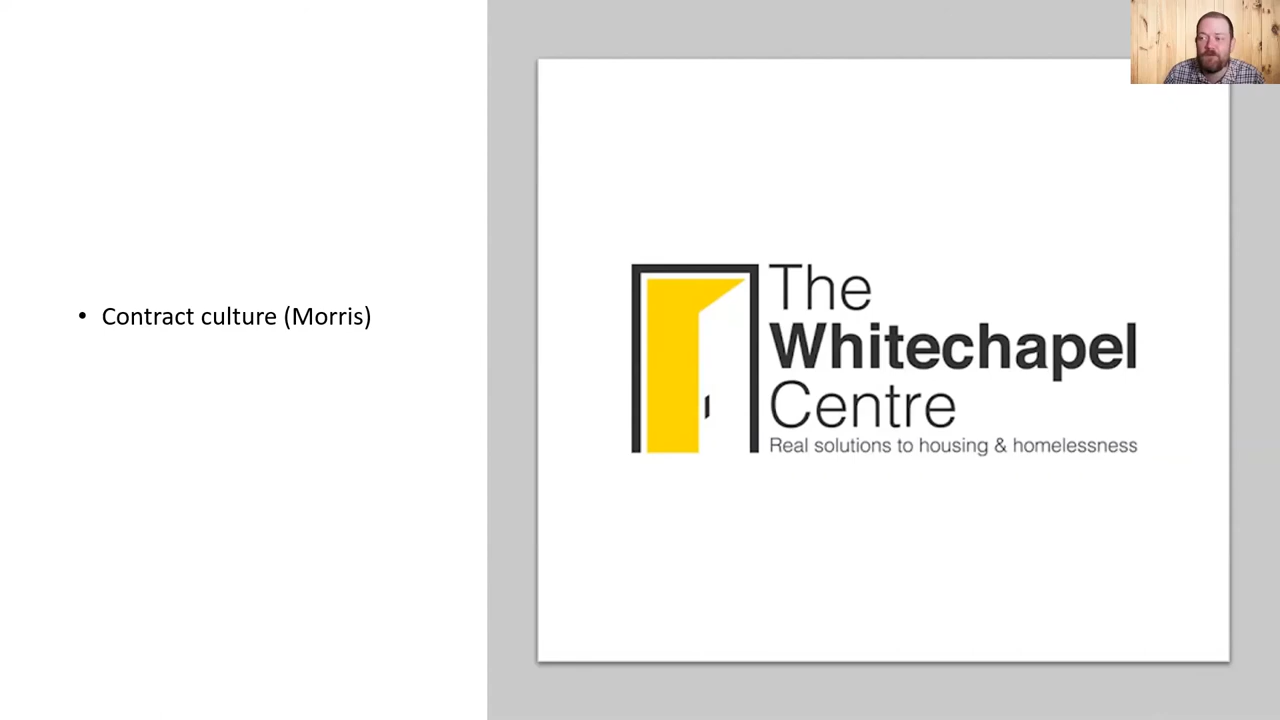 • Contract culture (Morris)
The
Whitechapel
Centre
Real solutions to housing & homelessness